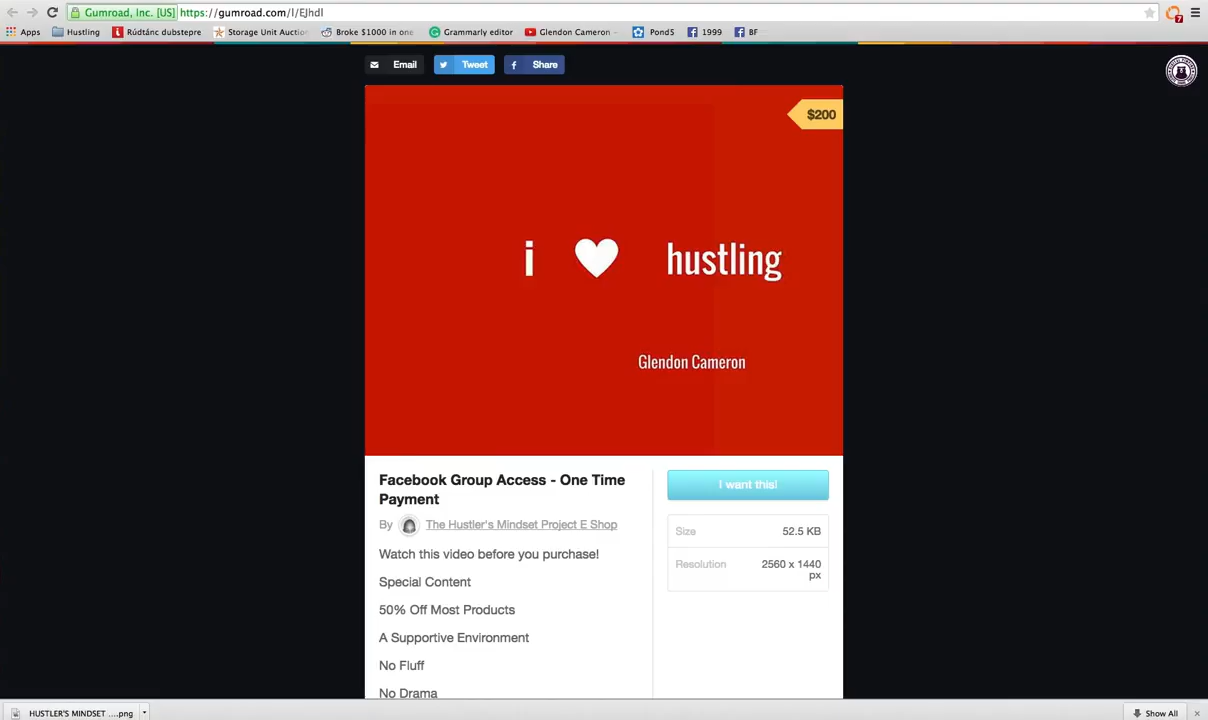 Gumroad, Inc. [US] https://gumroad.com/l/EJhdI
Apps Hustling Rúdtánc dubstepre Storage Unit Auctio Broke $1000 in one Grammarly editor Glendon Cameron - Pond5 1999 BF
Email Tweet Share
$200
i hustling
Glendon Cameron
Facebook Group Access - One Time
Payment
By The Hustler's Mindset Project E Shop
Watch this video before you purchase!
Special Content
50% Off Most Products
A Supportive Environment
No Fluff
No Drama
I want this!
Size 52.5 KB
Resolution 2560 x 1440
px
HUSTLER'S MINDSET ....png
Show All